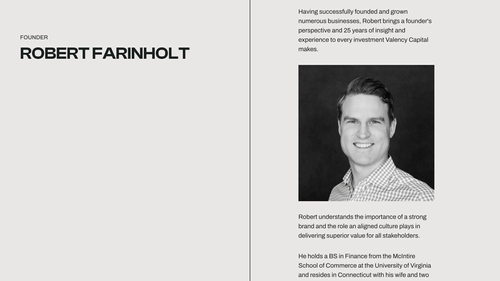 FOUNDER
ROBERT FARINHOLT
Having successfully founded and grown
numerous businesses, Robert brings a founder's
perspective and 25 years of insight and
experience to every investment Valency Capital
makes.
Robert understands the importance of a strong
brand and the role an aligned culture plays in
delivering superior value for all stakeholders.
He holds a BS in Finance from the McIntire
School of Commerce at the University of Virginia
and resides in Connecticut with his wife and two